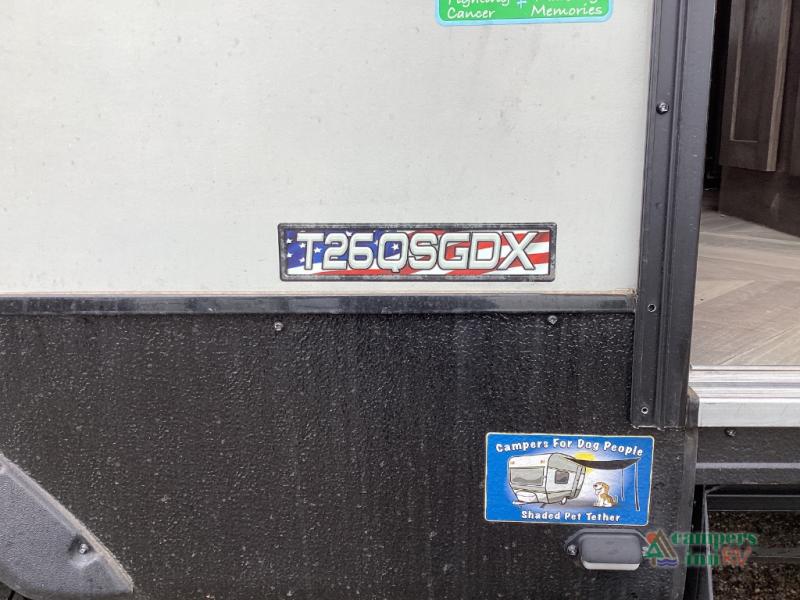 Cancer + Memories
T26QSGDX
Campers For Dog People
Shaded Pet Tether
campers
inn RV